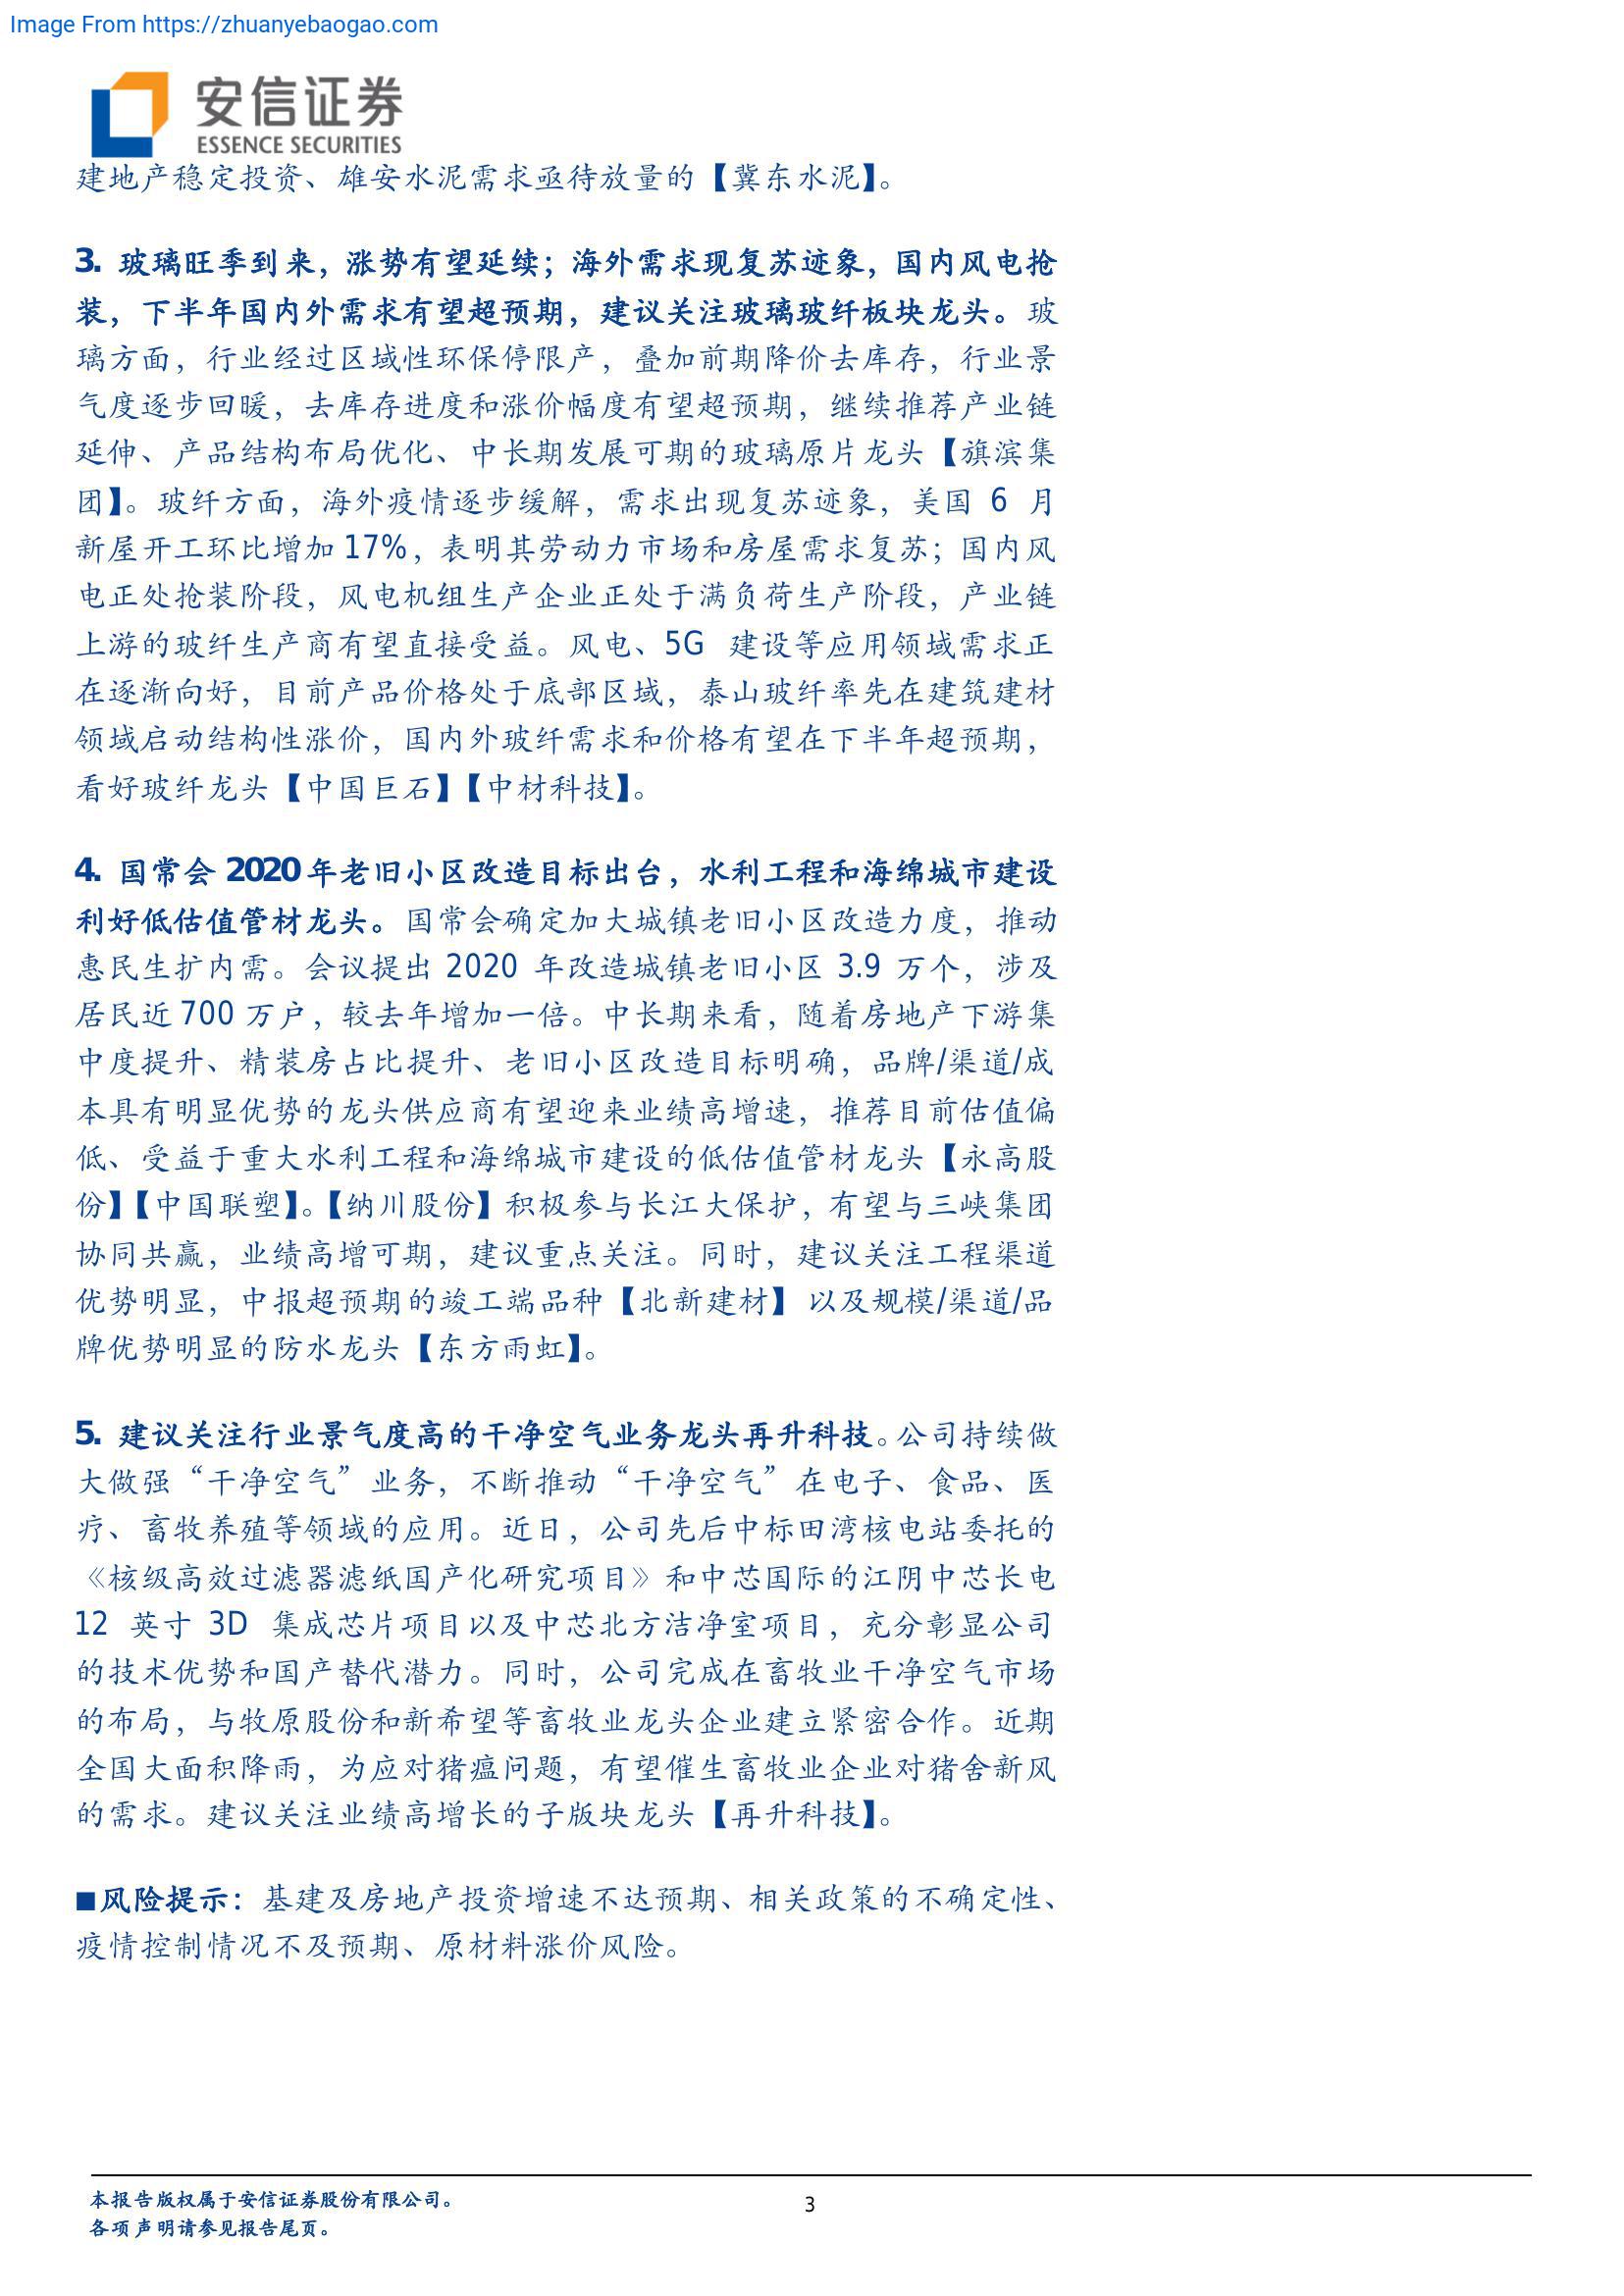 Image From https://zhuanyebaogao.com
安信证券
ESSENCE SECURITIES
建地产稳定投资、雄安水泥需求亟待放量的【冀东水泥】。
3. 玻璃旺季到来，涨势有望延续；海外需求现复苏迹象，国内风电抢
装，下半年国内外需求有望超预期，建议关注玻璃玻纤板块龙头。玻
璃方面，行业经过区域性环保停限产，叠加前期降价去库存，行业景
气度逐步回暖，去库存进度和涨价幅度有望超预期，继续推荐产业链
延伸、产品结构布局优化、中长期发展可期的玻璃原片龙头【旗滨集
团】。玻纤方面，海外疫情逐步缓解，需求出现复苏迹象，美国 6 月
新屋开工环比增加 17%，表明其劳动力市场和房屋需求复苏；国内风
电正处抢装阶段，风电机组生产企业正处于满负荷生产阶段，产业链
上游的玻纤生产商有望直接受益。风电、5G 建设等应用领域需求正
在逐渐向好，目前产品价格处于底部区域，泰山玻纤率先在建筑建材
领域启动结构性涨价，国内外玻纤需求和价格有望在下半年超预期，
看好玻纤龙头【中国巨石】【中材科技】。
4. 国常会 2020 年老旧小区改造目标出台，水利工程和海绵城市建设
利好低估值管材龙头。国常会确定加大城镇老旧小区改造力度，推动
惠民生扩内需。会议提出 2020 年改造城镇老旧小区 3.9 万个，涉及
居民近 700 万户，较去年增加一倍。中长期来看，随着房地产下游集
中度提升、精装房占比提升、老旧小区改造目标明确，品牌/渠道/成
本具有明显优势的龙头供应商有望迎来业绩高增速，推荐目前估值偏
低、受益于重大水利工程和海绵城市建设的低估值管材龙头【永高股
份】【中国联塑】。【纳川股份】积极参与长江大保护，有望与三峡集团
协同共赢，业绩高增可期，建议重点关注。同时，建议关注工程渠道
优势明显，中报超预期的竣工端品种【北新建材】 以及规模/渠道/品
牌优势明显的防水龙头【东方雨虹】。
5. 建议关注行业景气度高的干净空气业务龙头再升科技。公司持续做
大做强“干净空气”业务，不断推动“干净空气”在电子、食品、医
疗、畜牧养殖等领域的应用。近日，公司先后中标田湾核电站委托的
《核级高效过滤器滤纸国产化研究项目》和中芯国际的江阴中芯长电
12 英寸 3D 集成芯片项目以及中芯北方洁净室项目，充分彰显公司
的技术优势和国产替代潜力。同时，公司完成在畜牧业干净空气市场
的布局，与牧原股份和新希望等畜牧业龙头企业建立紧密合作。近期
全国大面积降雨，为应对猪瘟问题，有望催生畜牧业企业对猪舍新风
的需求。建议关注业绩高增长的子版块龙头【再升科技】。
■风险提示：基建及房地产投资增速不达预期、相关政策的不确定性、
疫情控制情况不及预期、原材料涨价风险。
本报告版权属于安信证券股份有限公司。
3
各项声明请参见报告尾页。